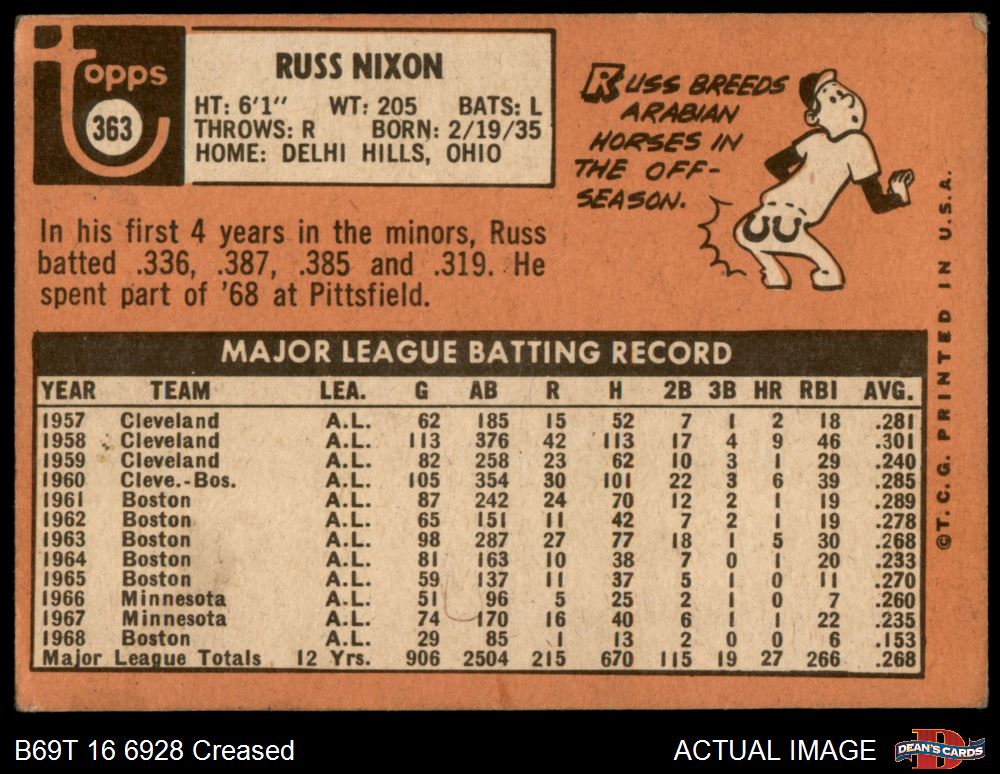 Topps
363
RUSS NIXON
HT: 6'1" WT: 205 BATS: L
THROWS: R BORN: 2/19/35
HOME: DELHI HILLS, OHIO
RUSS BREEDS
ARABIAN
HORSES IN
THE OFF-
SEASON.
In his first 4 years in the minors, Russ
batted .336, .387, .385 and .319. He
spent part of '68 at Pittsfield.
MAJOR LEAGUE BATTING RECORD
YEAR TEAM LEA. G AB R H 2B 3B HR RBI AVG.
1957 Cleveland A.L. 62 185 15 52 7 1 2 18 .281
1958 Cleveland A.L. 113 376 42 113 17 4 9 46 .301
1959 Cleveland A.L. 82 258 23 62 10 3 1 29 .240
1960 Cleve.-Bos. A.L. 105 354 30 101 22 3 6 39 .285
1961 Boston A.L. 87 242 24 70 12 2 1 19 .289
1962 Boston A.L. 65 151 11 42 7 2 1 19 .278
1963 Boston A.L. 98 287 27 77 18 1 5 30 .268
1964 Boston A.L. 81 163 10 38 7 0 1 20 .233
1965 Boston A.L. 59 137 11 37 5 1 0 11 .270
1966 Minnesota A.L. 51 96 5 25 2 1 0 7 .260
1967 Minnesota A.L. 74 170 16 40 6 1 1 22 .235
1968 Boston A.L. 29 85 1 13 2 0 0 6 .153
Major League Totals 12 Yrs. 906 2504 215 670 115 19 27 266 .268
©T.C.G. PRINTED IN U.S.A.
B69T 16 6928 Creased
ACTUAL IMAGE
DEAN'S CARDS